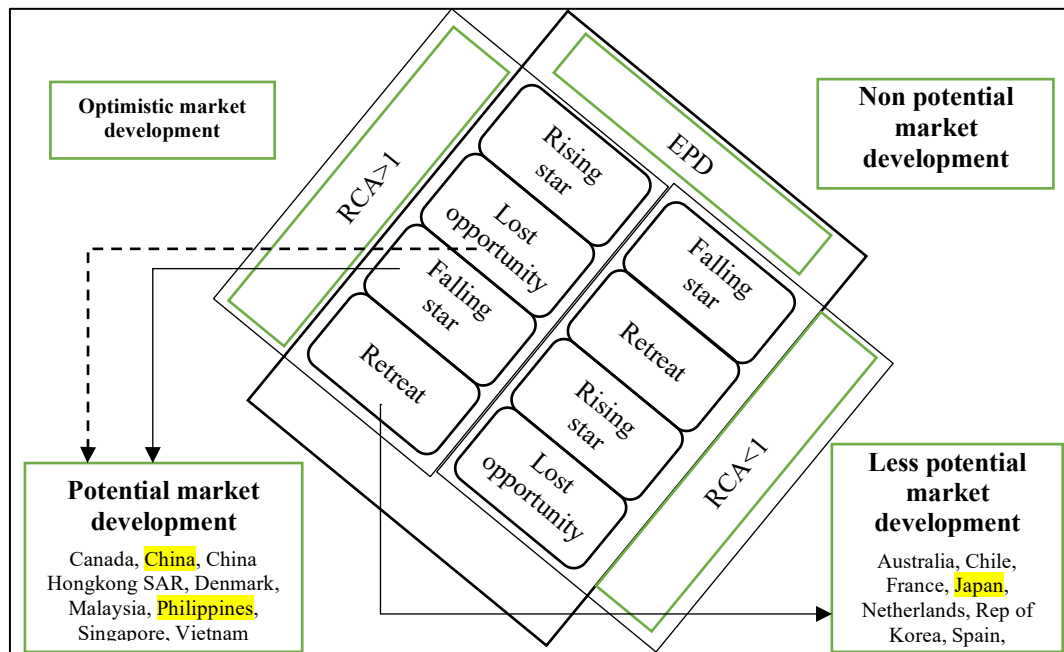 Optimistic market
development
Non potential
market
development
EPD
RCA>1
Rising
star
Lost
opportunity
Falling
star
Retreat
Falling
star
Retreat
Rising
star
Lost
opportunity
RCA<1
Potential market
development
Canada, China, China
Hongkong SAR, Denmark,
Malaysia, Philippines,
Singapore, Vietnam
Less potential
market
development
Australia, Chile,
France, Japan,
Netherlands, Rep of
Korea, Spain,